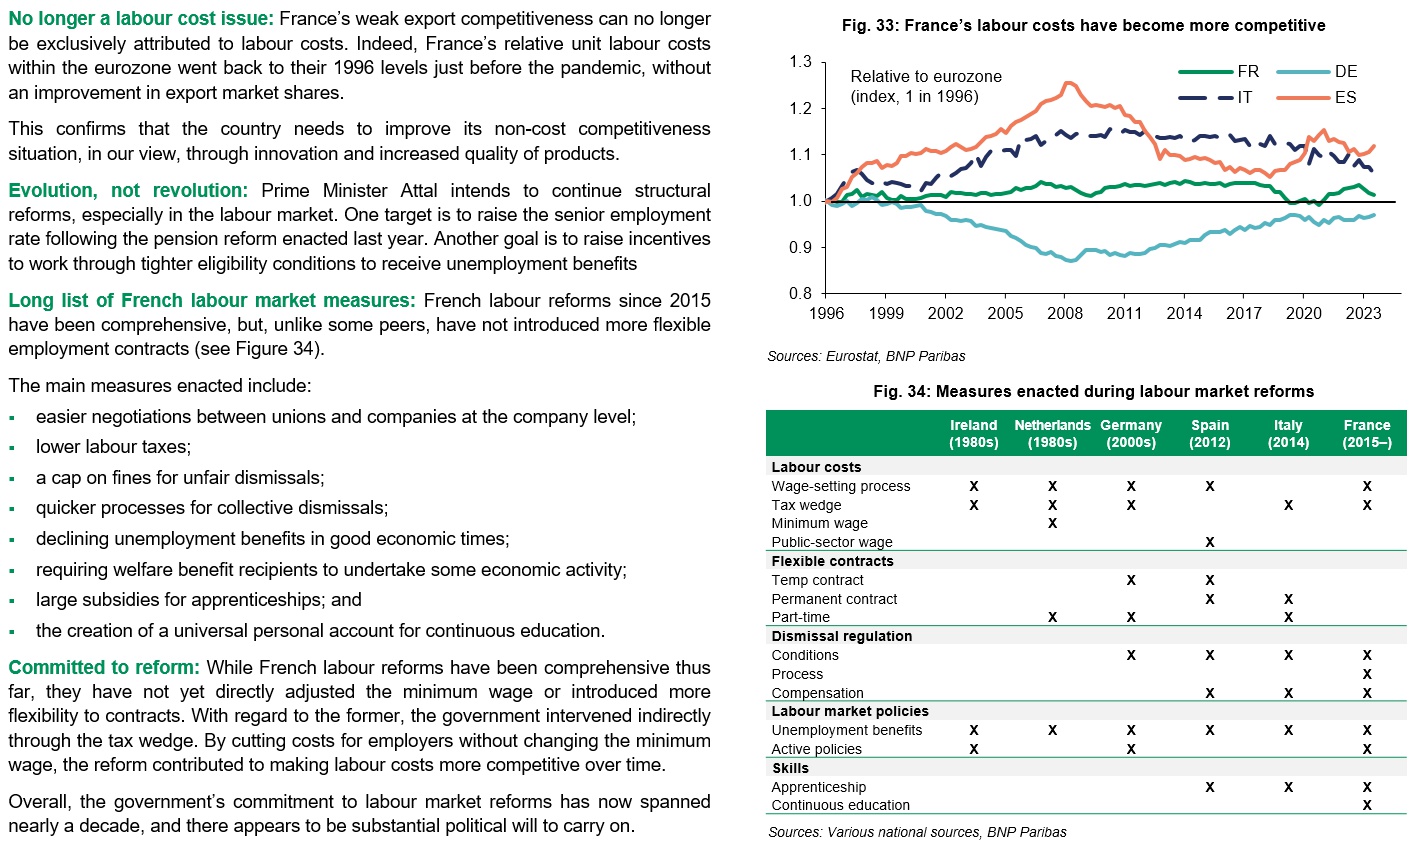 No longer a labour cost issue: France’s weak export competitiveness can no longer
be exclusively attributed to labour costs. Indeed, France’s relative unit labour costs
within the eurozone went back to their 1996 levels just before the pandemic, without
an improvement in export market shares.
This confirms that the country needs to improve its non-cost competitiveness
situation, in our view, through innovation and increased quality of products.
Evolution, not revolution: Prime Minister Attal intends to continue structural
reforms, especially in the labour market. One target is to raise the senior employment
rate following the pension reform enacted last year. Another goal is to raise incentives
to work through tighter eligibility conditions to receive unemployment benefits
Long list of French labour market measures: French labour reforms since 2015
have been comprehensive, but, unlike some peers, have not introduced more flexible
employment contracts (see Figure 34).
The main measures enacted include:
▪ easier negotiations between unions and companies at the company level;
▪ lower labour taxes;
▪ a cap on fines for unfair dismissals;
▪ quicker processes for collective dismissals;
▪ declining unemployment benefits in good economic times;
▪ requiring welfare benefit recipients to undertake some economic activity;
▪ large subsidies for apprenticeships; and
▪ the creation of a universal personal account for continuous education.
Committed to reform: While French labour reforms have been comprehensive thus
far, they have not yet directly adjusted the minimum wage or introduced more
flexibility to contracts. With regard to the former, the government intervened indirectly
through the tax wedge. By cutting costs for employers without changing the minimum
wage, the reform contributed to making labour costs more competitive over time.
Overall, the government’s commitment to labour market reforms has now spanned
nearly a decade, and there appears to be substantial political will to carry on.
Fig. 33: France’s labour costs have become more competitive
Relative to eurozone
(index, 1 in 1996)
FR DE
IT ES
1.3
1.2
1.1
1.0
0.9
0.8
1996 1999 2002 2005 2008 2011 2014 2017 2020 2023
Sources: Eurostat, BNP Paribas
Fig. 34: Measures enacted during labour market reforms
Ireland Netherlands Germany Spain Italy France
(1980s) (1980s) (2000s) (2012) (2014) (2015–)
Labour costs
Wage-setting process X X X X X
Tax wedge X X X X X
Minimum wage X
Public-sector wage X
Flexible contracts
Temp contract X X
Permanent contract X X
Part-time X X X
Dismissal regulation
Conditions X X X X
Process X
Compensation X X X
Labour market policies
Unemployment benefits X X X X X X
Active policies X X X
Skills
Apprenticeship X X X
Continuous education X
Sources: Various national sources, BNP Paribas